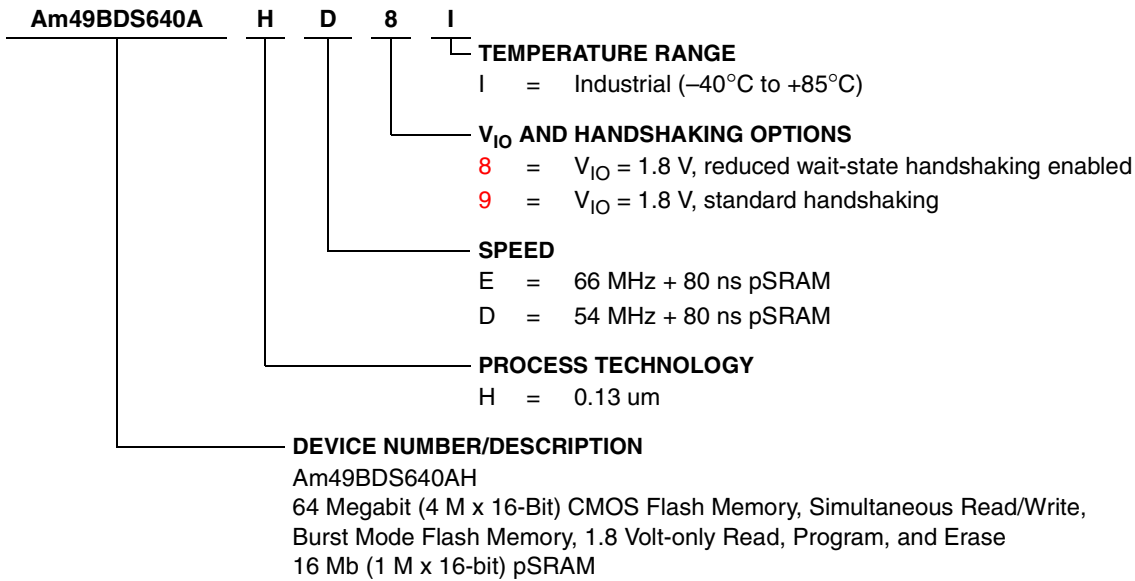 Am49BDS640A H D 8 I
TEMPERATURE RANGE
I = Industrial (–40°C to +85°C)
VIO AND HANDSHAKING OPTIONS
8 = VIO = 1.8 V, reduced wait-state handshaking enabled
9 = VIO = 1.8 V, standard handshaking
SPEED
E = 66 MHz + 80 ns pSRAM
D = 54 MHz + 80 ns pSRAM
PROCESS TECHNOLOGY
H = 0.13 um
DEVICE NUMBER/DESCRIPTION
Am49BDS640AH
64 Megabit (4 M x 16-Bit) CMOS Flash Memory, Simultaneous Read/Write,
Burst Mode Flash Memory, 1.8 Volt-only Read, Program, and Erase
16 Mb (1 M x 16-bit) pSRAM